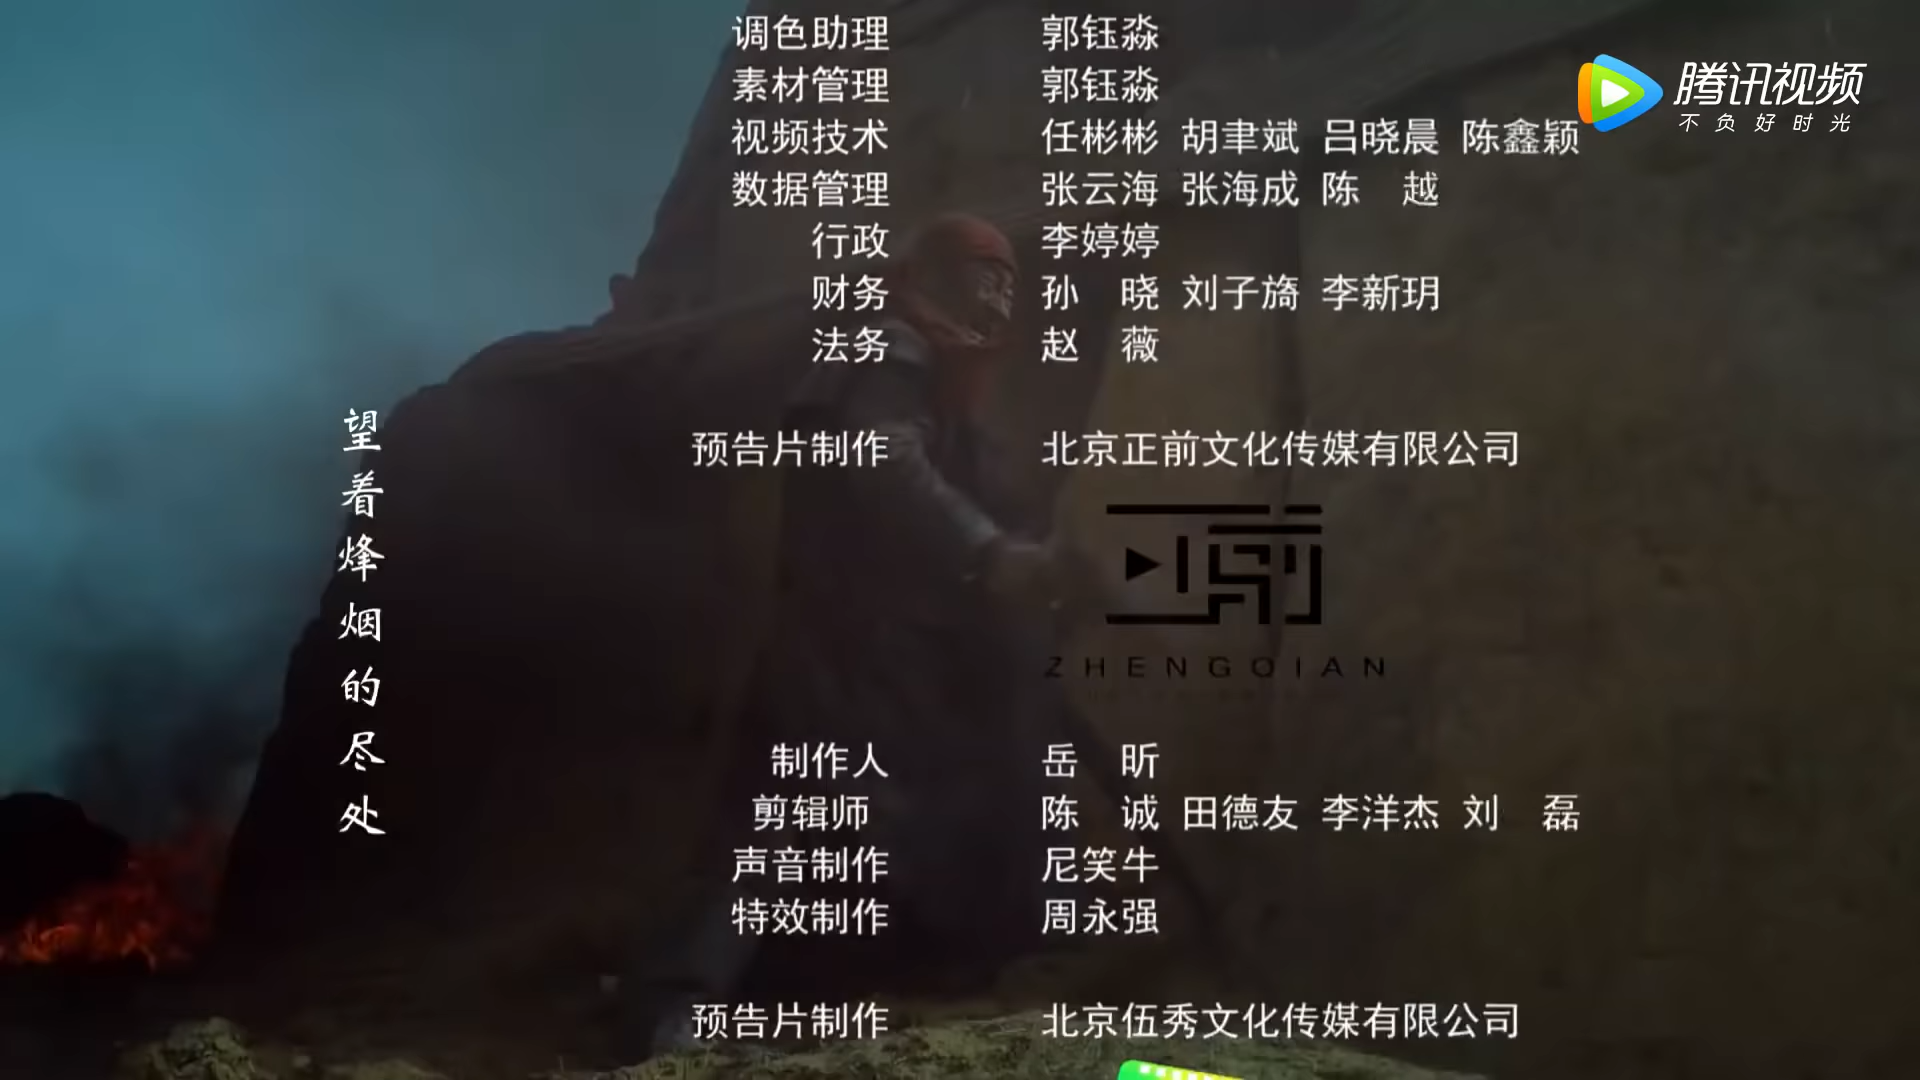 调色助理 郭钰淼
素材管理 郭钰淼
视频技术 任彬彬 胡聿斌 吕晓晨 陈鑫颖
数据管理 张云海 张海成 陈 越
行政 李婷婷
财务 孙 晓 刘子旖 李新玥
法务 赵 薇
预告片制作 北京正前文化传媒有限公司
ZHENGQIAN
制作人 岳 昕
剪辑师 陈 诚 田德友 李洋杰 刘 磊
声音制作 尼笑牛
特效制作 周永强
预告片制作 北京伍秀文化传媒有限公司
望着烽烟的尽处
腾讯视频
不负好时光